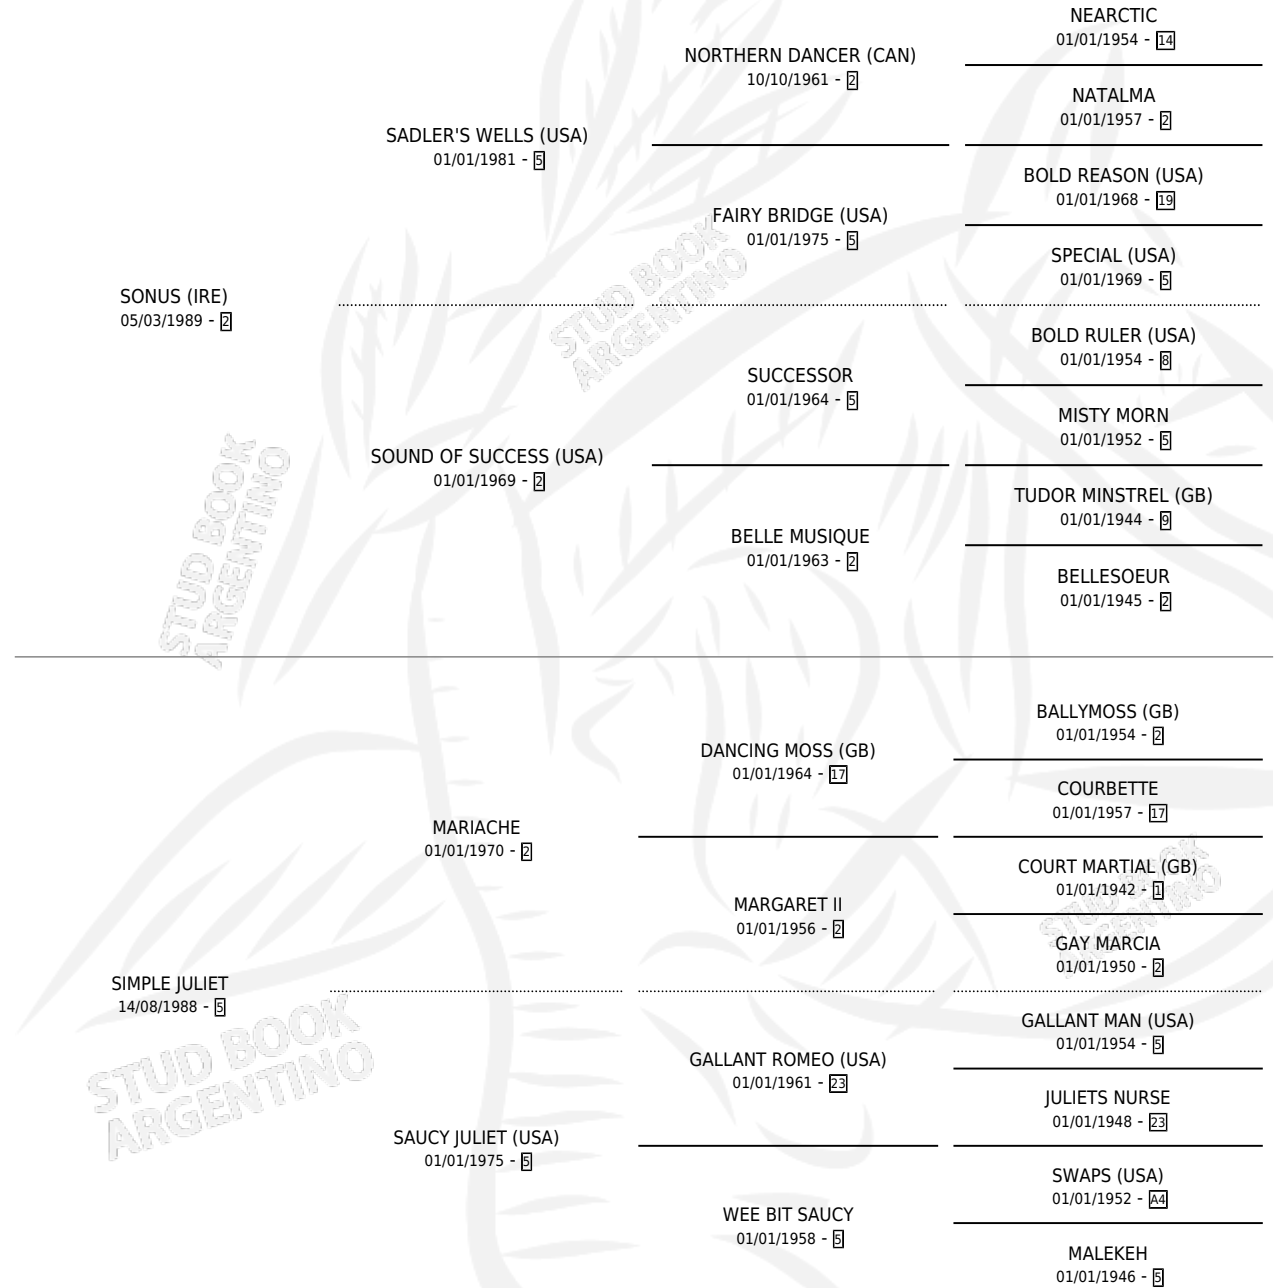 SONUS (IRE)
05/03/1989 - 2
SADLER'S WELLS (USA)
01/01/1981 - 5
NORTHERN DANCER (CAN)
10/10/1961 - 2
NEARCTIC
01/01/1954 - 14
NATALMA
01/01/1957 - 2
FAIRY BRIDGE (USA)
01/01/1975 - 5
BOLD REASON (USA)
01/01/1968 - 19
SPECIAL (USA)
01/01/1969 - 5
SOUND OF SUCCESS (USA)
01/01/1969 - 2
SUCCESSOR
01/01/1964 - 5
BOLD RULER (USA)
01/01/1954 - 8
MISTY MORN
01/01/1952 - 5
BELLE MUSIQUE
01/01/1963 - 2
TUDOR MINSTREL (GB)
01/01/1944 - 9
BELLESOEUR
01/01/1945 - 2
SIMPLE JULIET
14/08/1988 - 5
MARIACHE
01/01/1970 - 2
DANCING MOSS (GB)
01/01/1964 - 17
BALLYMOSS (GB)
01/01/1954 - 2
COURBETTE
01/01/1957 - 17
MARGARET II
01/01/1956 - 2
COURT MARTIAL (GB)
01/01/1942 - 1
GAY MARCIA
01/01/1950 - 2
SAUCY JULIET (USA)
01/01/1975 - 5
GALLANT ROMEO (USA)
01/01/1961 - 23
GALLANT MAN (USA)
01/01/1954 - 5
JULIETS NURSE
01/01/1948 - 23
WEE BIT SAUCY
01/01/1958 - 5
SWAPS (USA)
01/01/1952 - A4
MALEKEH
01/01/1946 - 5
STUD BOOK
ARGENTINO
STUD BOOK
ARGENTINO
STUD BOOK
ARGENTINO
STUD BOOK
ARGENTINO